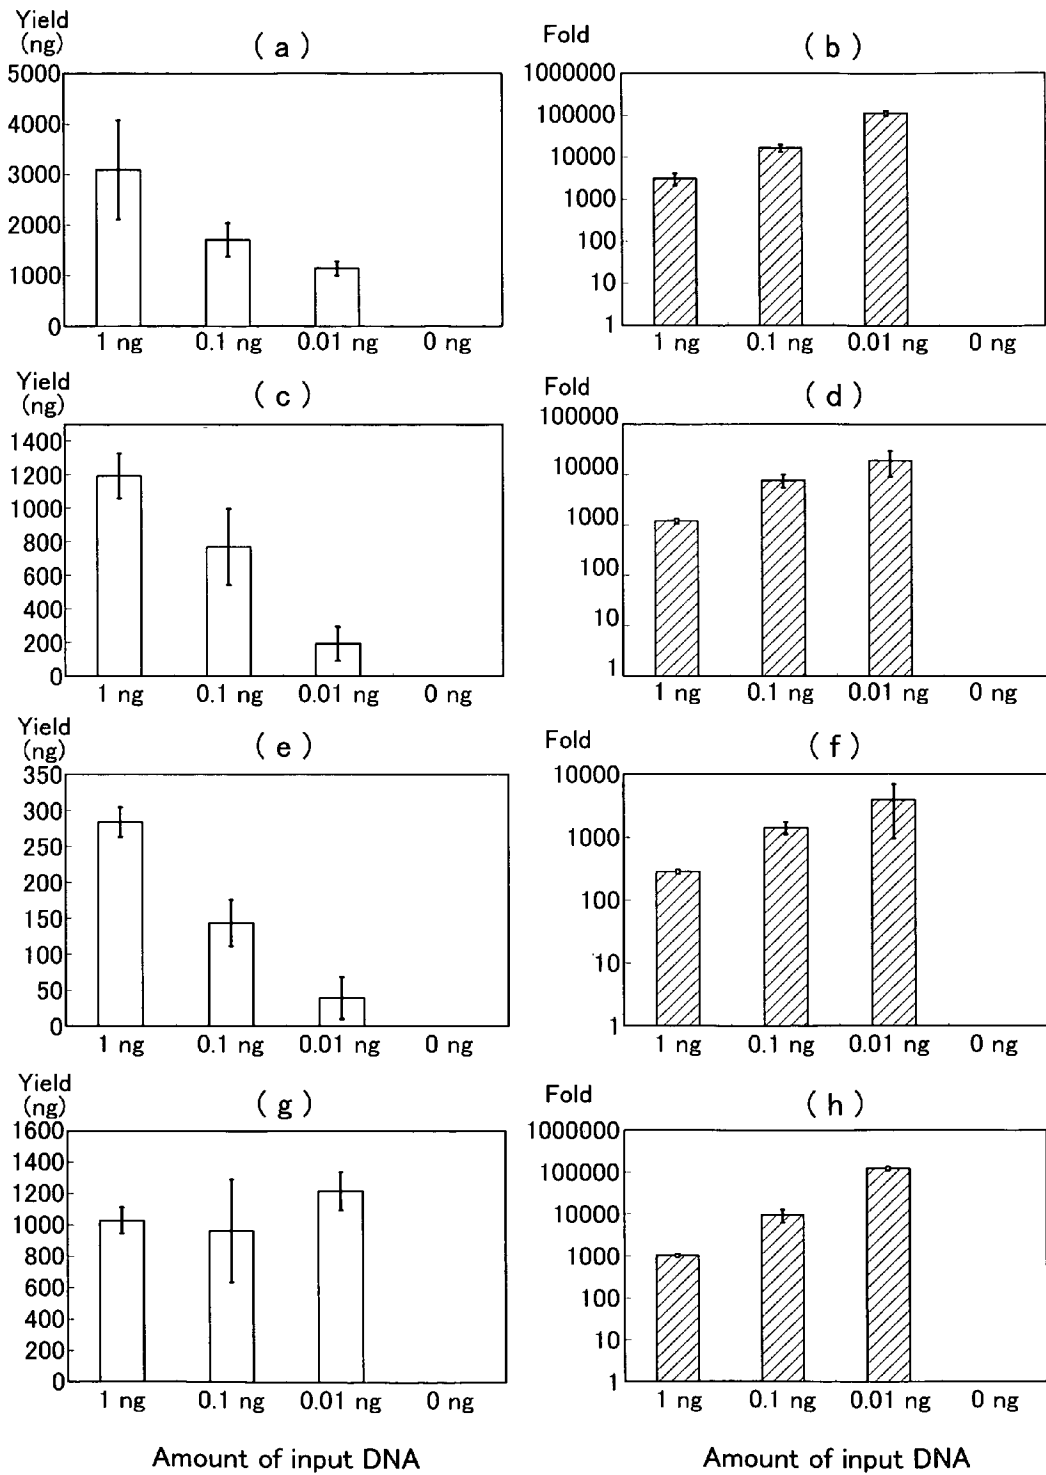 Yield
(ng)
( a )
5000
4000
3000
2000
1000
0
1 ng 0.1 ng 0.01 ng 0 ng
Fold
( b )
1000000
100000
10000
1000
100
10
1
1 ng 0.1 ng 0.01 ng 0 ng
Yield
(ng)
( c )
1400
1200
1000
800
600
400
200
0
1 ng 0.1 ng 0.01 ng 0 ng
Fold
( d )
100000
10000
1000
100
10
1
1 ng 0.1 ng 0.01 ng 0 ng
Yield
(ng)
( e )
350
300
250
200
150
100
50
0
1 ng 0.1 ng 0.01 ng 0 ng
Fold
( f )
10000
1000
100
10
1
1 ng 0.1 ng 0.01 ng 0 ng
Yield
(ng)
( g )
1600
1400
1200
1000
800
600
400
200
0
1 ng 0.1 ng 0.01 ng 0 ng
Amount of input DNA
Fold
( h )
1000000
100000
10000
1000
100
10
1
1 ng 0.1 ng 0.01 ng 0 ng
Amount of input DNA